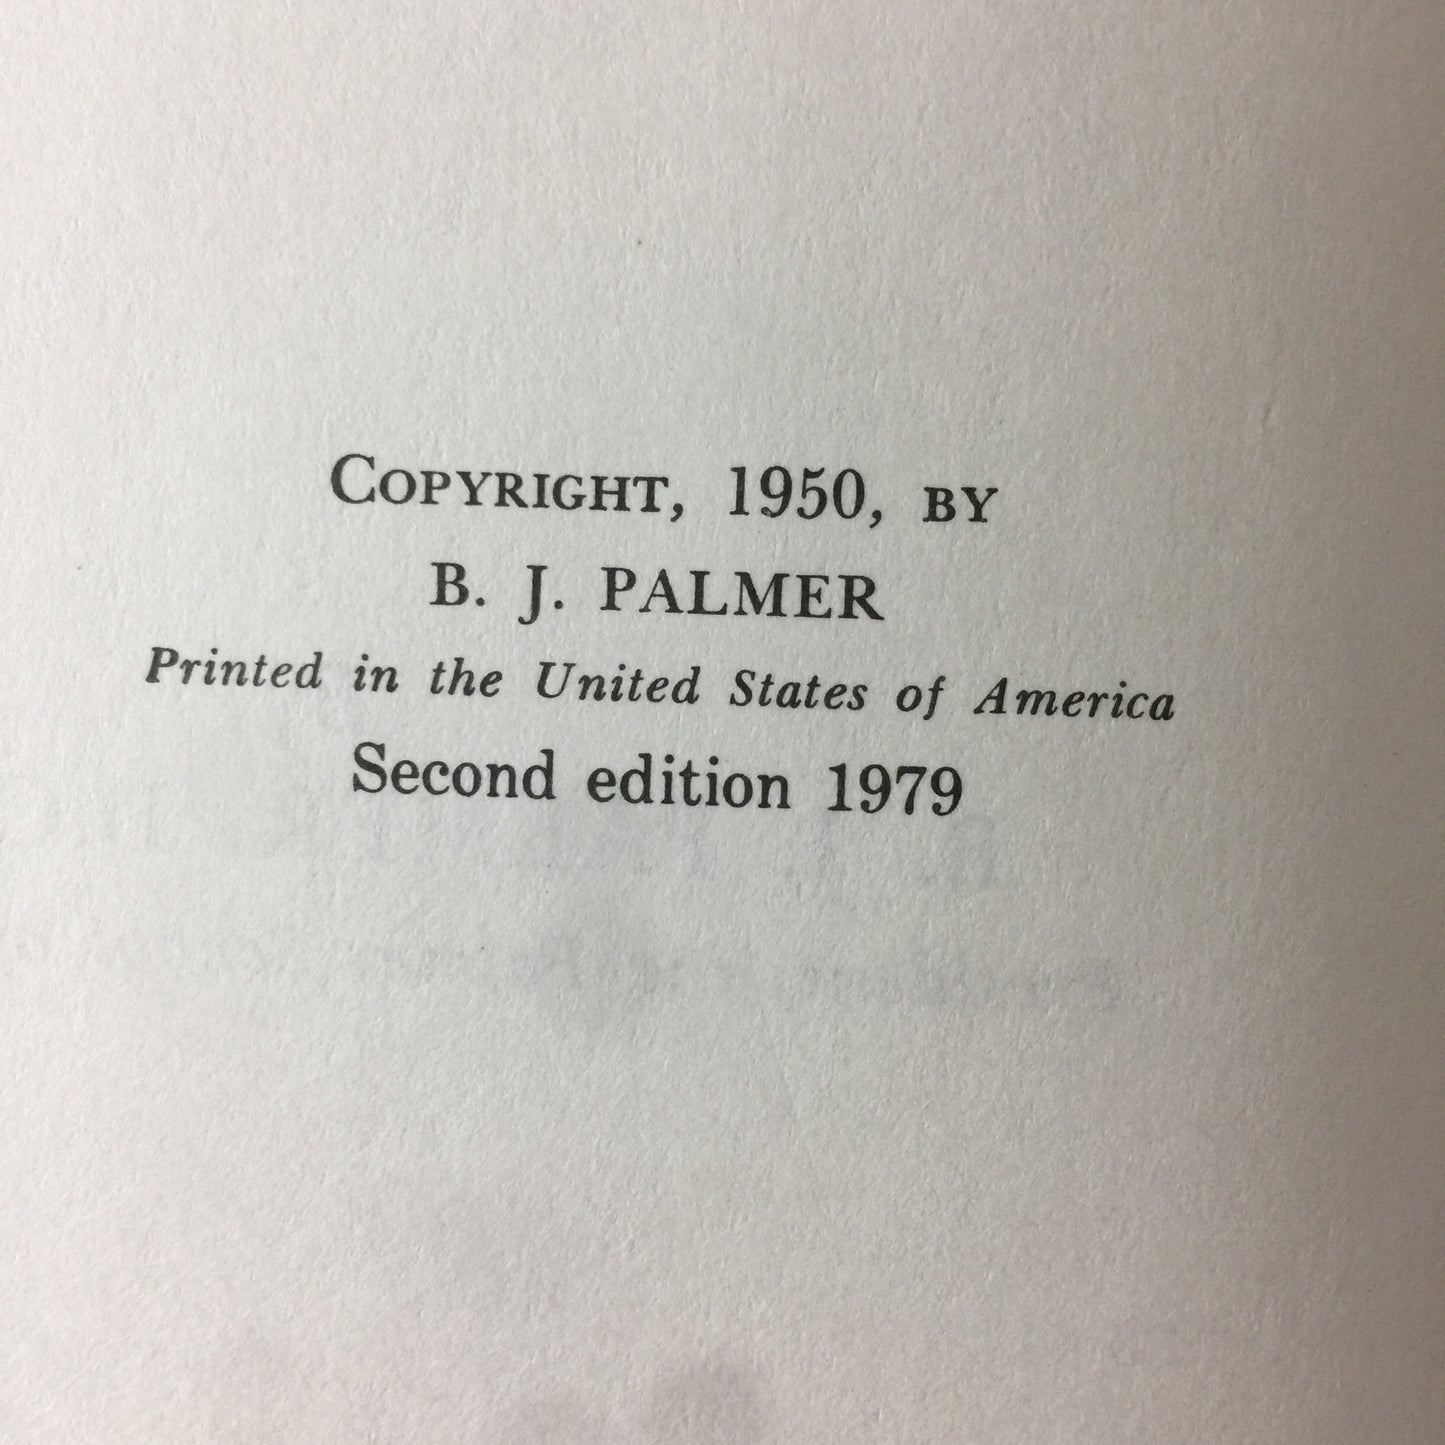 COPYRIGHT, 1950, BY
B. J. PALMER
Printed in the United States of America
Second edition 1979